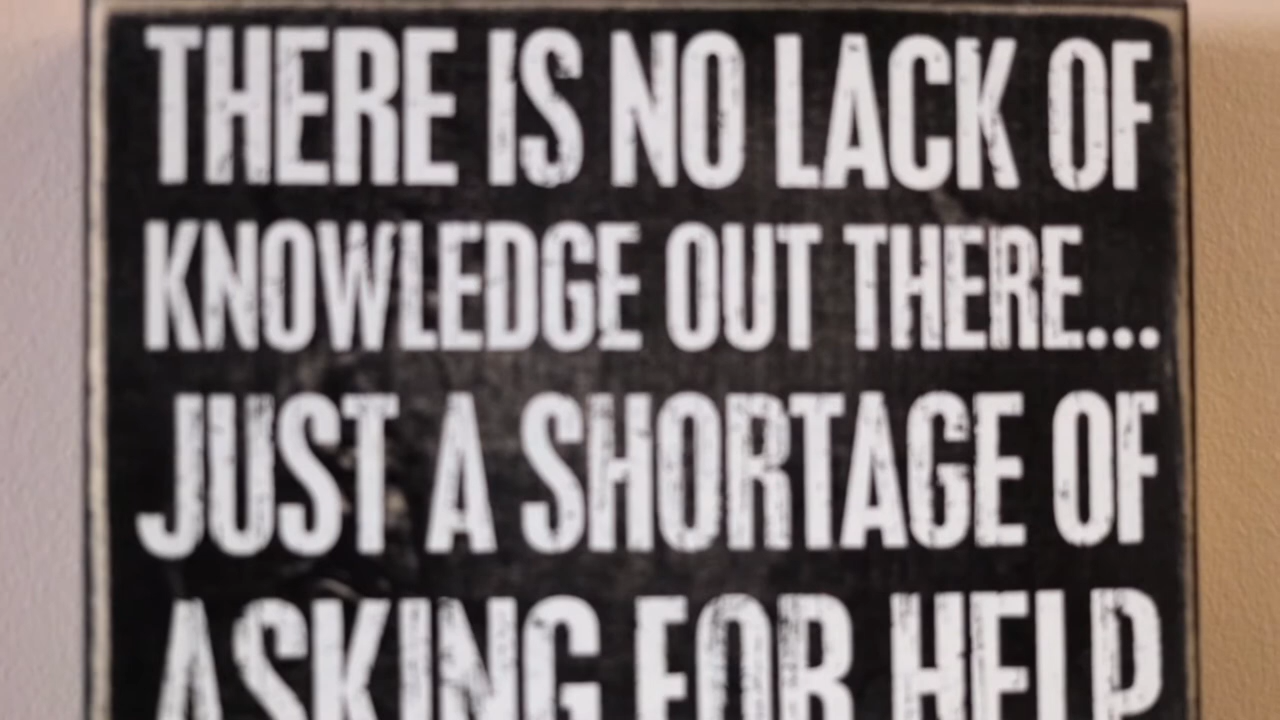 THERE IS NO LACK OF
KNOWLEDGE OUT THERE...
JUST A SHORTAGE OF
ASKING FOR HELP